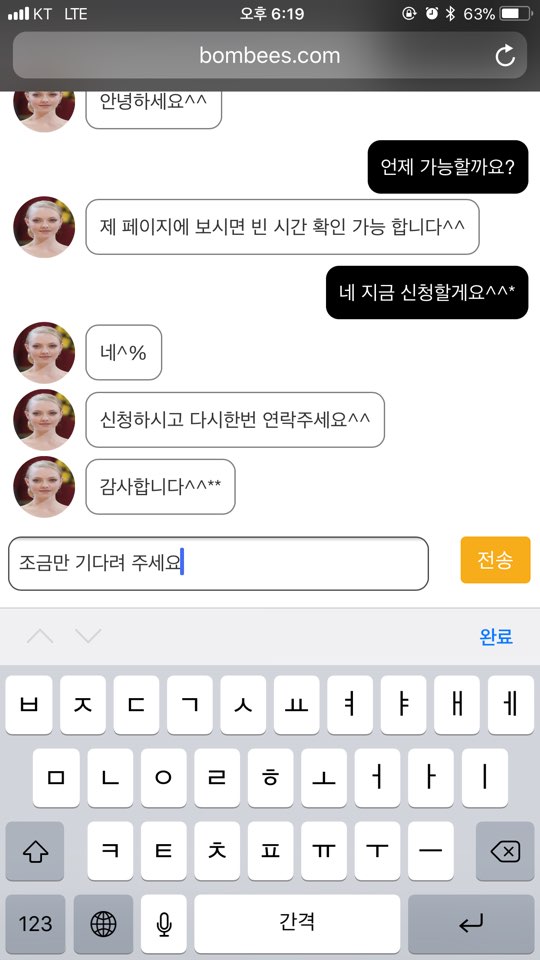 KT LTE 오후 6:19 63%
bombees.com
안녕하세요^^
언제 가능할까요?
제 페이지에 보시면 빈 시간 확인 가능 합니다^^
네 지금 신청할게요^^*
네^%
신청하시고 다시한번 연락주세요^^
감사합니다^^**
조금만 기다려 주세요 전송
완료
ㅂ ㅈ ㄷ ㄱ ㅅ ㅛ ㅕ ㅑ ㅐ ㅔ
ㅁ ㄴ ㅇ ㄹ ㅎ ㅗ ㅓ ㅏ ㅣ
ㅋ ㅌ ㅊ ㅍ ㅠ ㅜ ㅡ
123 간격